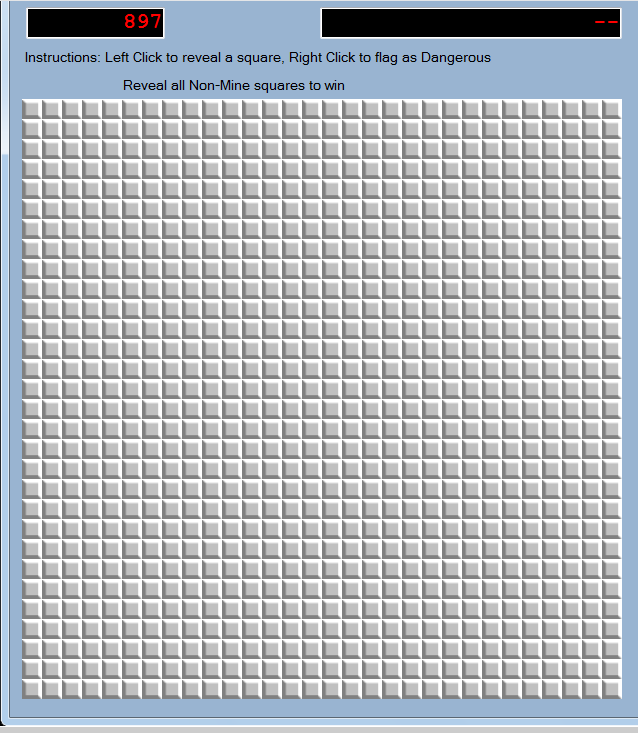 897 --
Instructions: Left Click to reveal a square, Right Click to flag as Dangerous
Reveal all Non-Mine squares to win